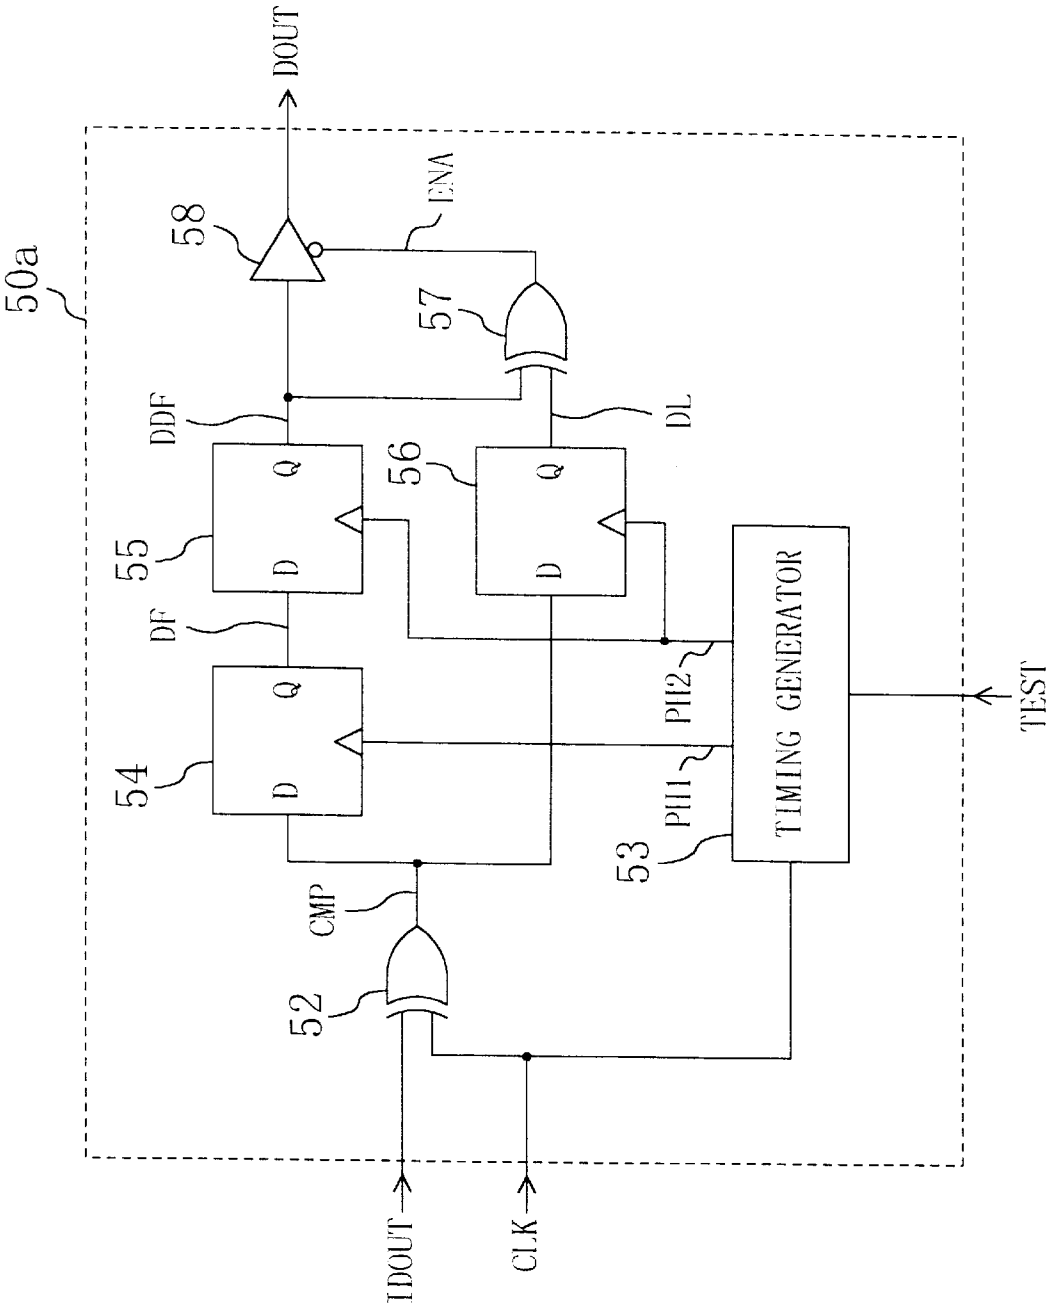 50a
DOUT
58
ENA
57
DDF
DL
55
D
Q
56
D
Q
DF
54
D
Q
PH2
PH1
53
TIMING GENERATOR
TEST
CMP
52
IDOUT
CLK